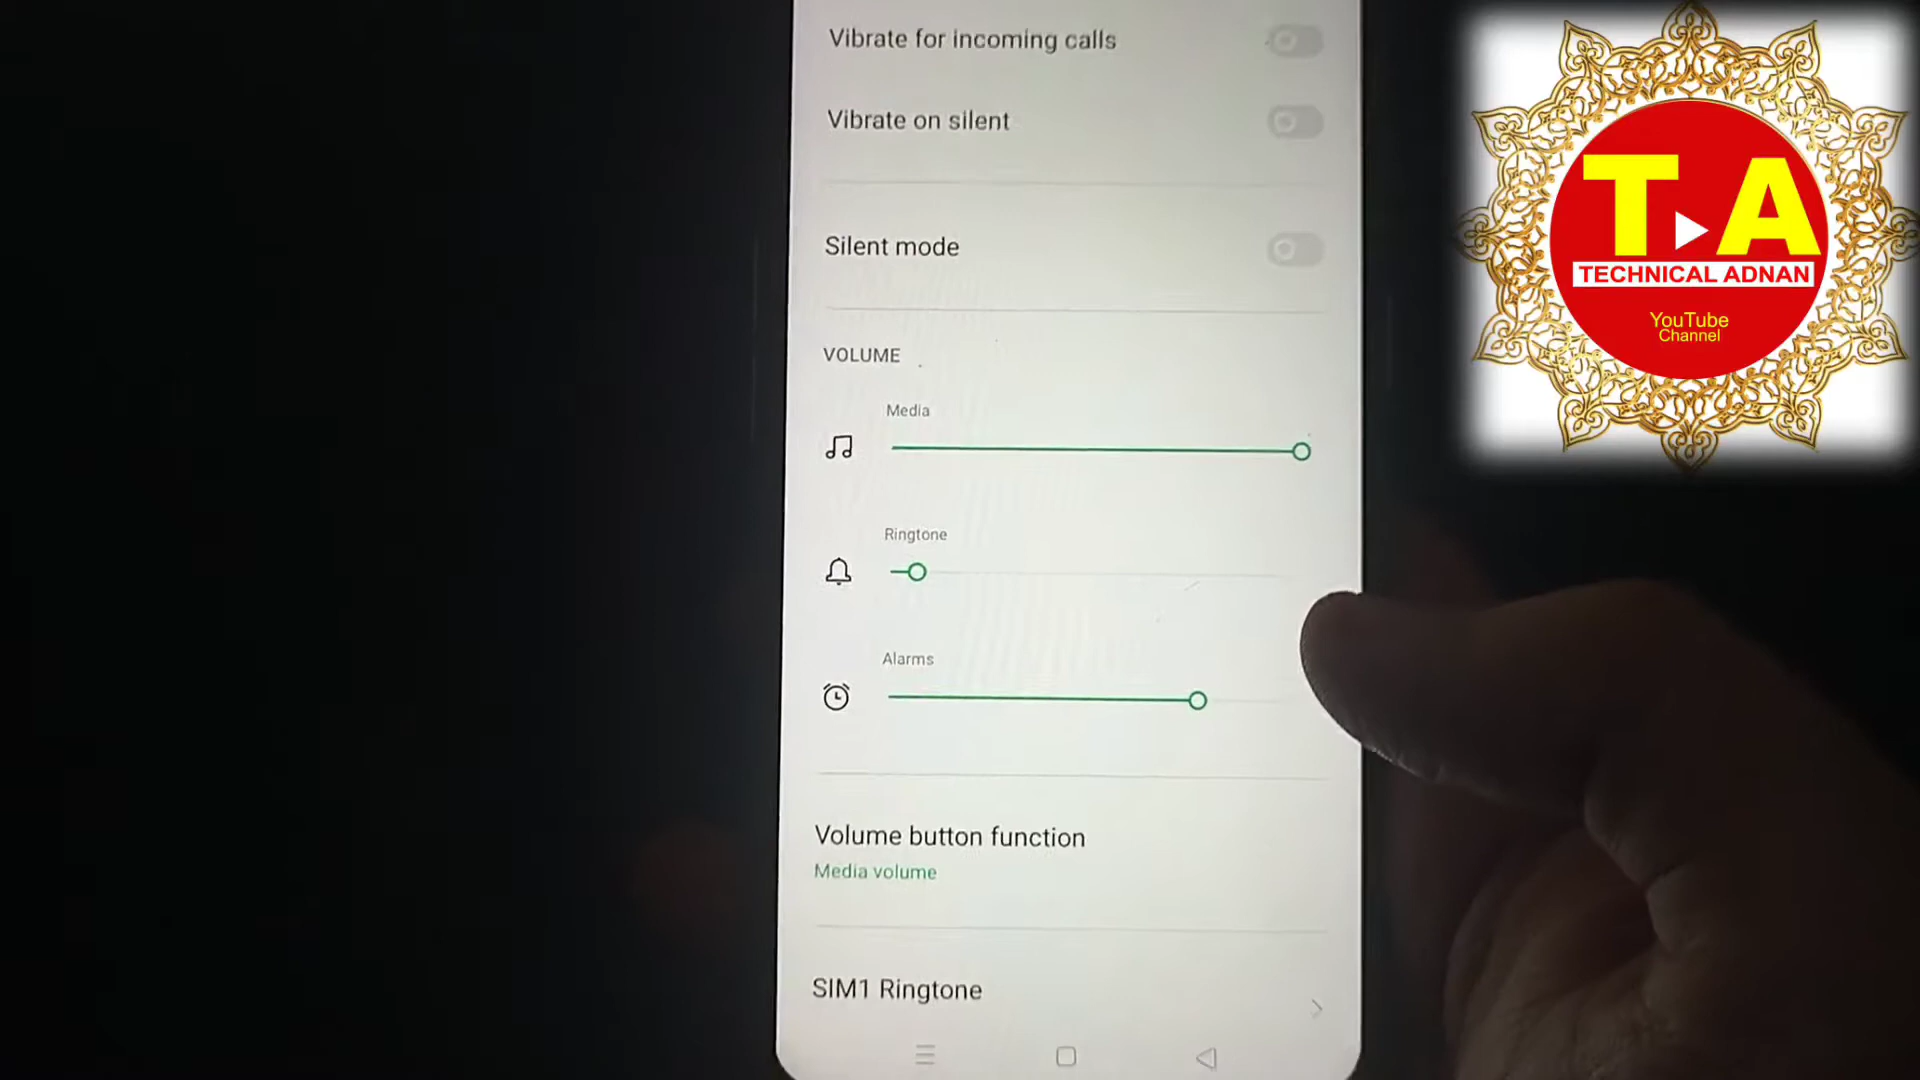 Vibrate for incoming calls
Vibrate on silent
Silent mode
VOLUME
Media
Ringtone
Alarms
Volume button function
Media volume
SIM1 Ringtone
T A
TECHNICAL ADNAN
YouTube
Channel